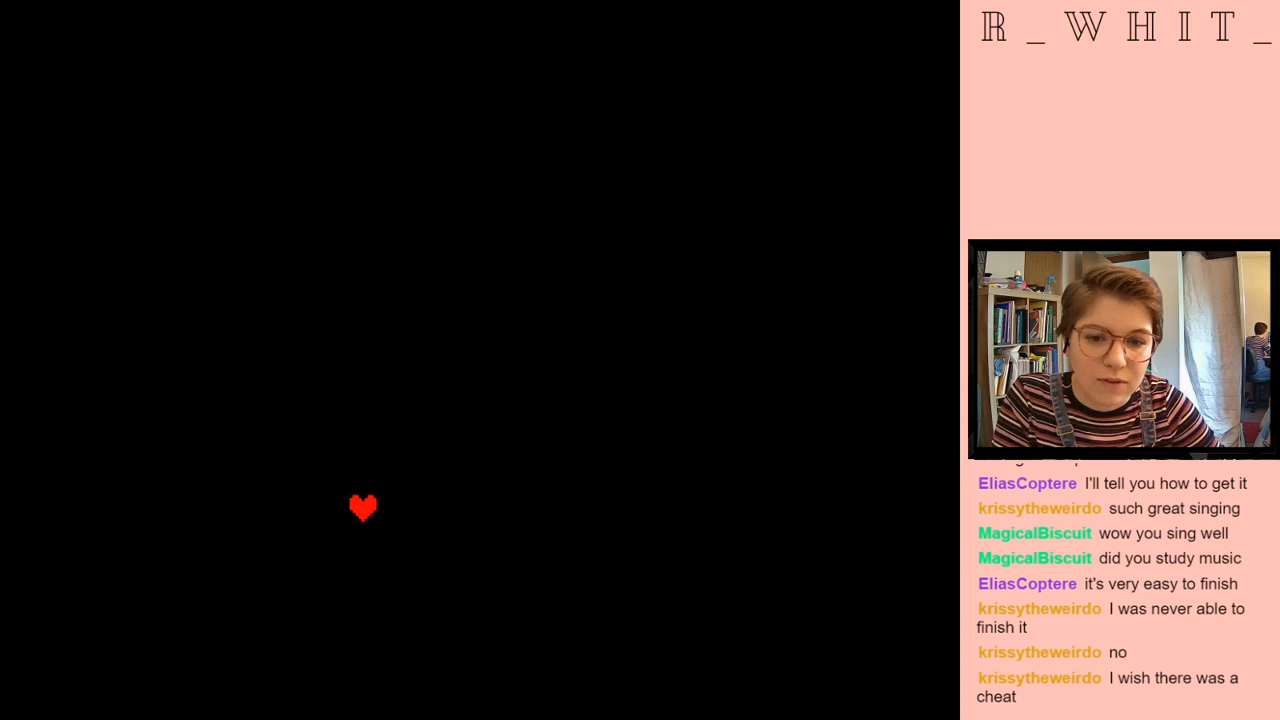 R _ W H I T _
EliasCoptere I'll tell you how to get it
krissytheweirdo such great singing
MagicalBiscuit wow you sing well
MagicalBiscuit did you study music
EliasCoptere it's very easy to finish
krissytheweirdo I was never able to
finish it
krissytheweirdo no
krissytheweirdo I wish there was a
cheat